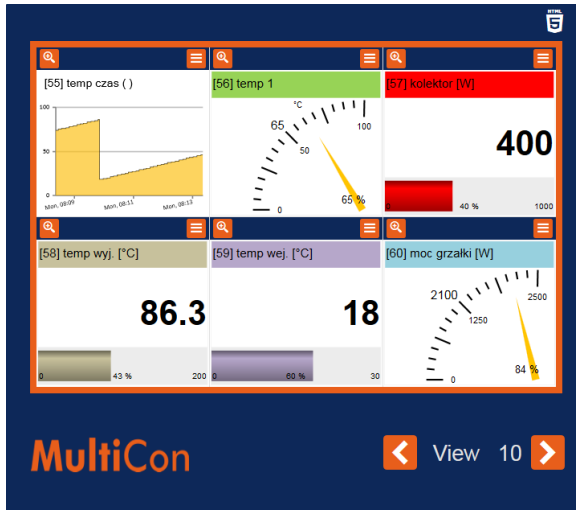 HTML
5
[55] temp czas ( )
100
50
0
Mon, 08:09
Mon, 08:11
Mon, 08:13
[56] temp 1
°C
65
100
50
0
65 %
[57] kolektor [W]
400
0
40 %
1000
[58] temp wyj. [°C]
86.3
0
43 %
200
[59] temp wej. [°C]
18
0
60 %
30
[60] moc grzałki [W]
2100
2500
1250
0
84 %
MultiCon
View 10